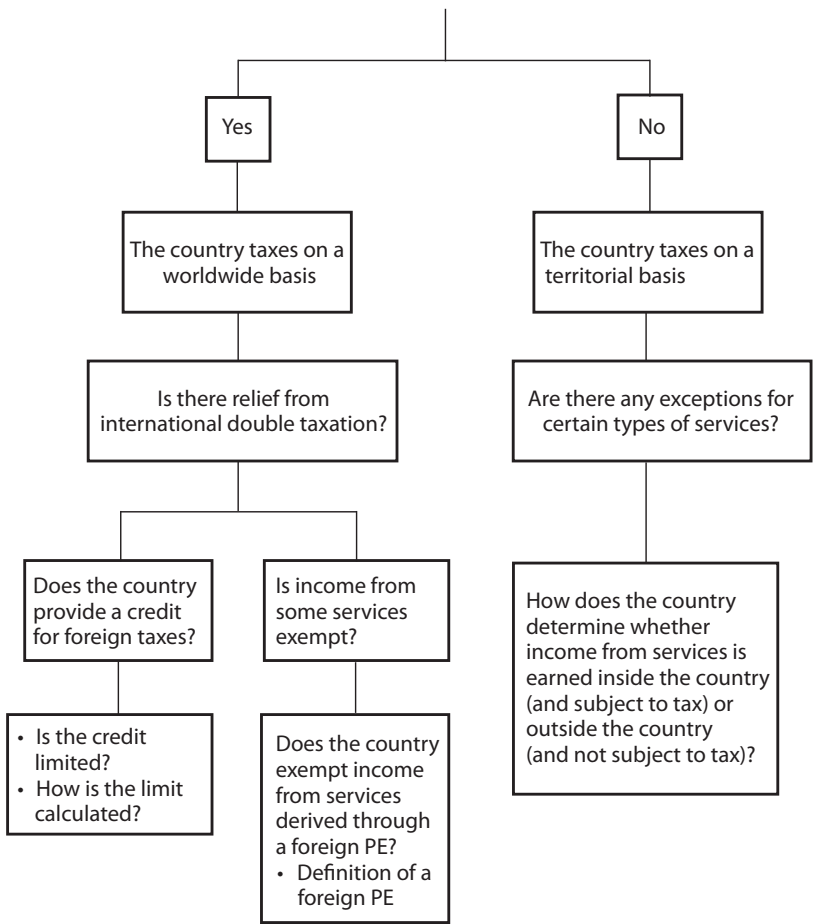 Yes
No
The country taxes on a
worldwide basis
The country taxes on a
territorial basis
Is there relief from
international double taxation?
Are there any exceptions for
certain types of services?
Does the country
provide a credit
for foreign taxes?
Is income from
some services
exempt?
How does the country
determine whether
income from services is
earned inside the country
(and subject to tax) or
outside the country
(and not subject to tax)?
• Is the credit
limited?
• How is the limit
calculated?
Does the country
exempt income
from services
derived through
a foreign PE?
• Definition of a
foreign PE